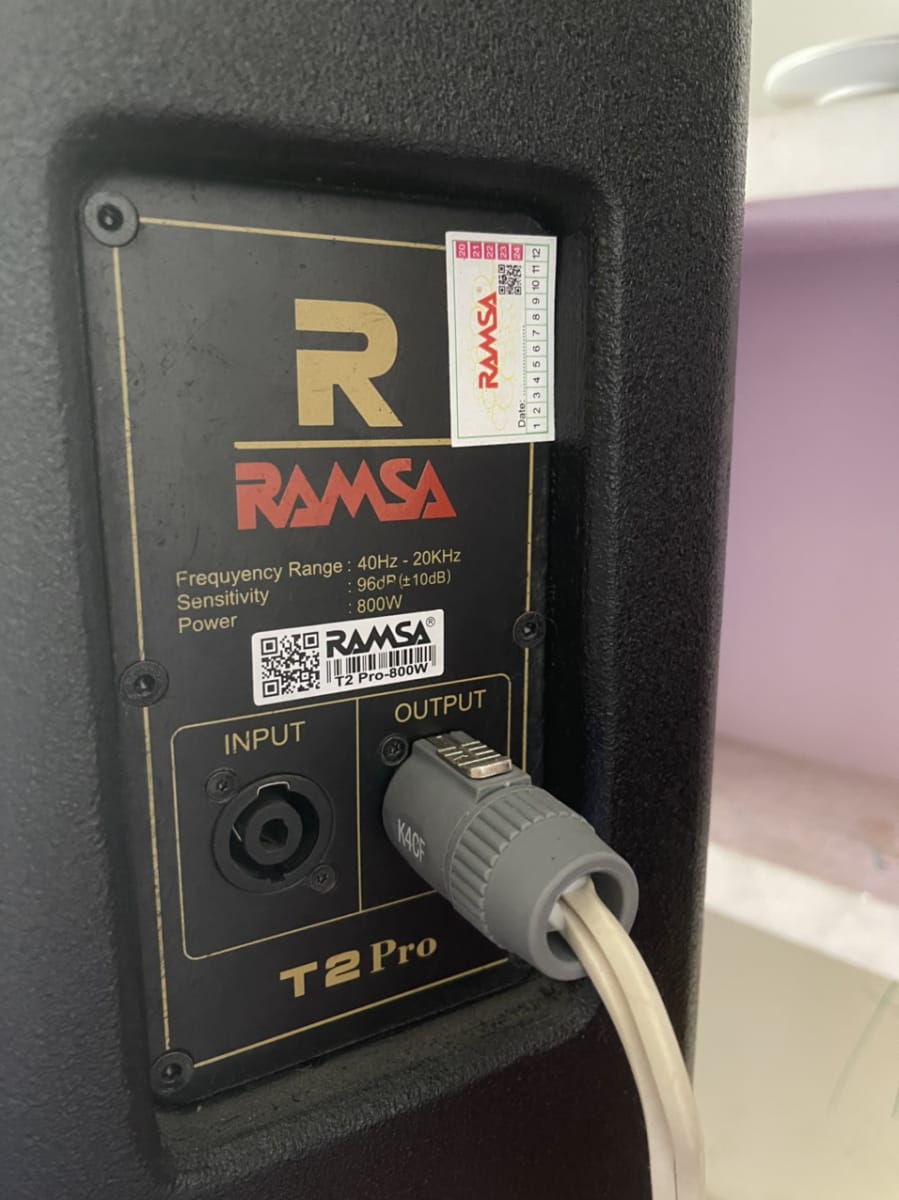 R
RAMSA
20 21 22 23 24
RAMSA
Date: ....................
1 2 3 4 5 6 7 8 9 10 11 12
Frequyency Range : 40Hz - 20KHz
Sensitivity : 96dB (±10dB)
Power : 800W
RAMSA®
T2 Pro-800W
INPUT
OUTPUT
K4CF
T2 Pro